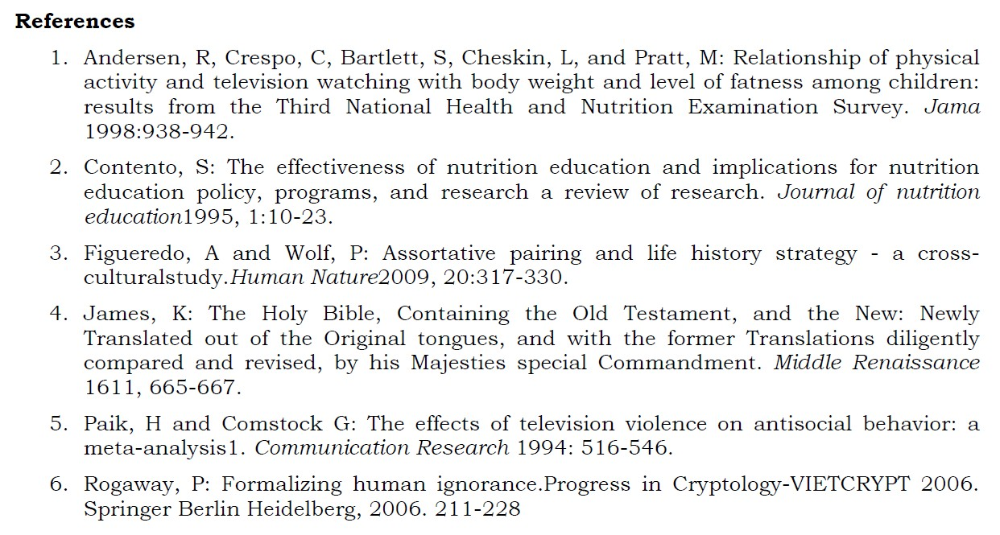 References
1. Andersen, R, Crespo, C, Bartlett, S, Cheskin, L, and Pratt, M: Relationship of physical
activity and television watching with body weight and level of fatness among children:
results from the Third National Health and Nutrition Examination Survey. Jama
1998:938-942.
2. Contento, S: The effectiveness of nutrition education and implications for nutrition
education policy, programs, and research a review of research. Journal of nutrition
education1995, 1:10-23.
3. Figueredo, A and Wolf, P: Assortative pairing and life history strategy - a cross-
culturalstudy.Human Nature2009, 20:317-330.
4. James, K: The Holy Bible, Containing the Old Testament, and the New: Newly
Translated out of the Original tongues, and with the former Translations diligently
compared and revised, by his Majesties special Commandment. Middle Renaissance
1611, 665-667.
5. Paik, H and Comstock G: The effects of television violence on antisocial behavior: a
meta-analysis1. Communication Research 1994: 516-546.
6. Rogaway, P: Formalizing human ignorance.Progress in Cryptology-VIETCRYPT 2006.
Springer Berlin Heidelberg, 2006. 211-228